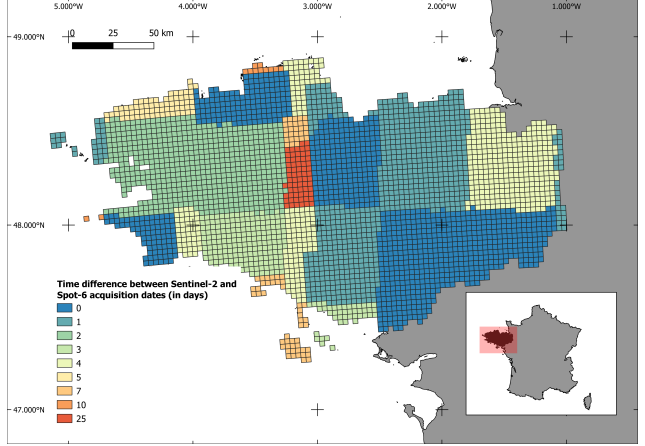 5.000°W 4.000°W 3.000°W 2.000°W 1.000°W
49.000°N
0 25 50 km
48.000°N
Time difference between Sentinel-2 and
Spot-6 acquisition dates (in days)
0
1
2
3
4
5
7
10
25
47.000°N